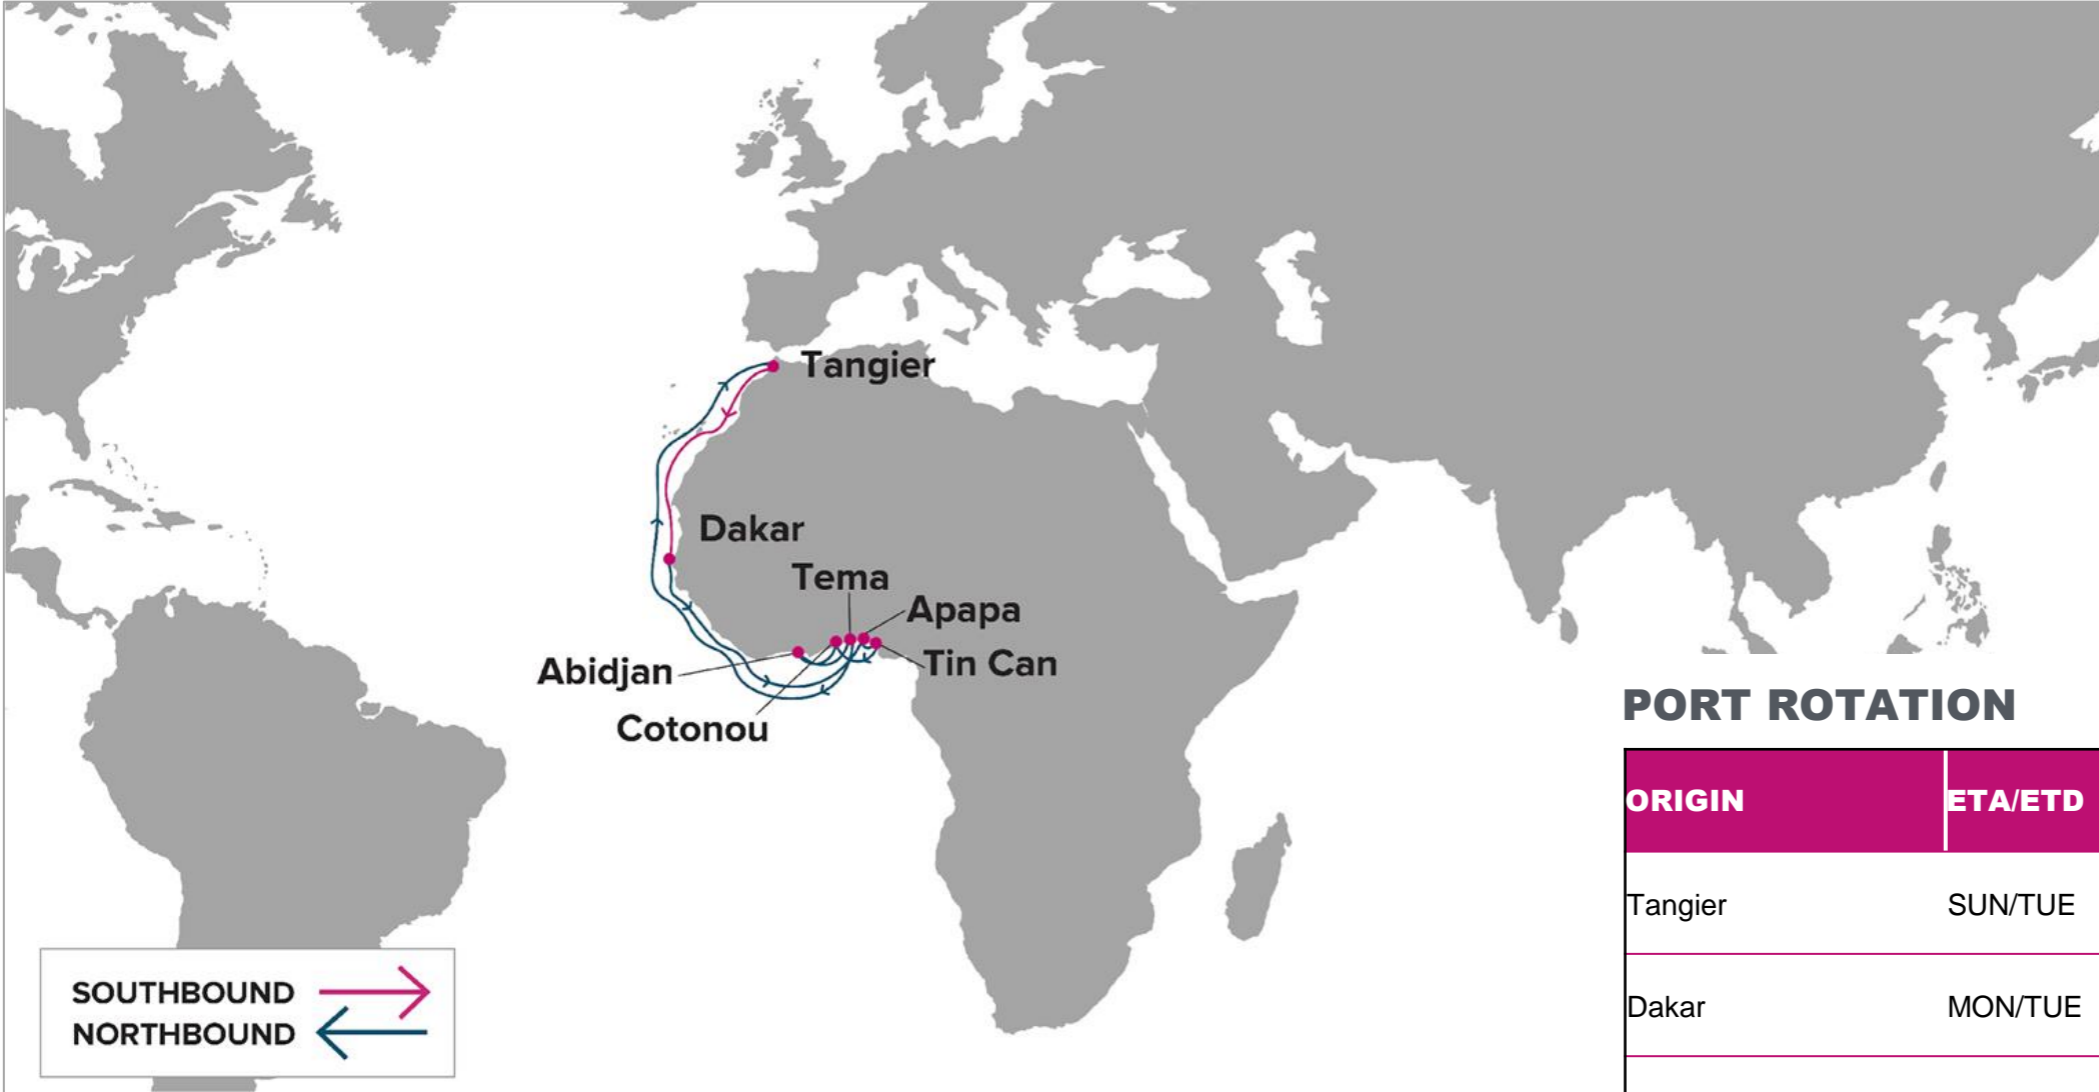 Tangier
Dakar
Tema
Apapa
Abidjan
Tin Can
Cotonou
SOUTHBOUND
NORTHBOUND
PORT ROTATION
ORIGIN ETA/ETD
Tangier SUN/TUE
Dakar MON/TUE